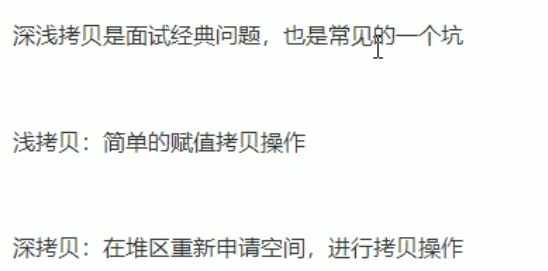 深浅拷贝是面试经典问题，也是常见的一个坑
浅拷贝：简单的赋值拷贝操作
深拷贝：在堆区重新申请空间，进行拷贝操作